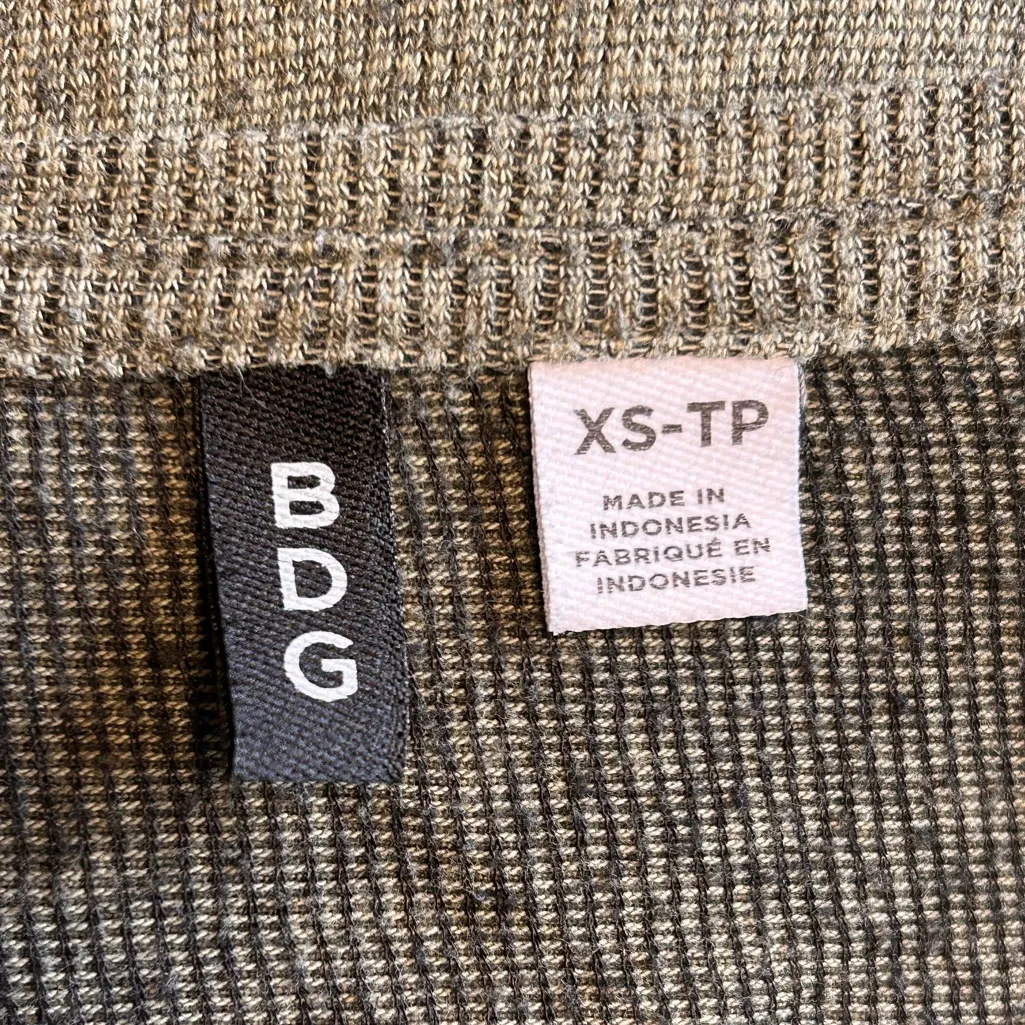 B
D
G
XS-TP
MADE IN
INDONESIA
FABRIQUÉ EN
INDONESIE